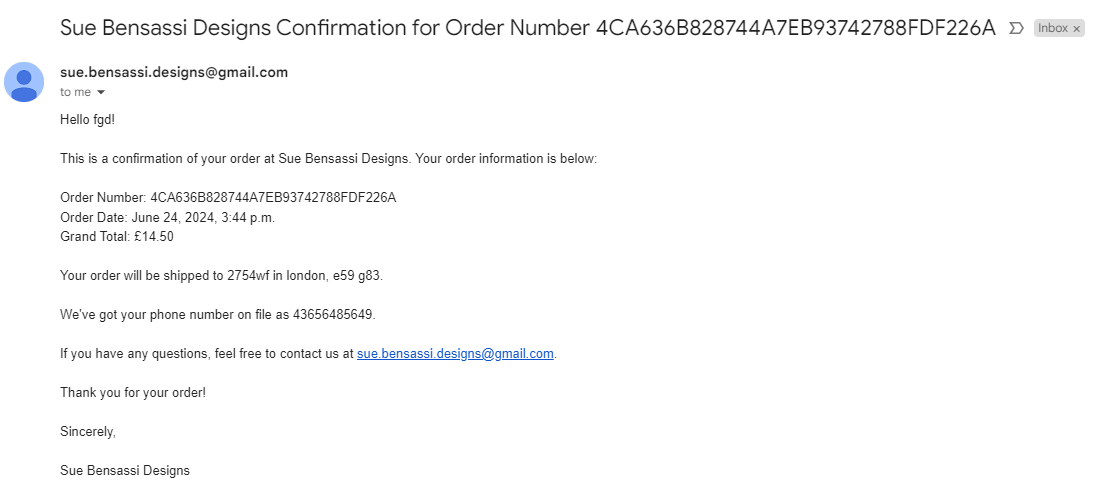 Sue Bensassi Designs Confirmation for Order Number 4CA636B828744A7EB93742788FDF226A
Inbox ×
sue.bensassi.designs@gmail.com
to me
Hello fgd!
This is a confirmation of your order at Sue Bensassi Designs. Your order information is below:
Order Number: 4CA636B828744A7EB93742788FDF226A
Order Date: June 24, 2024, 3:44 p.m.
Grand Total: £14.50
Your order will be shipped to 2754wf in london, e59 g83.
We've got your phone number on file as 43656485649.
If you have any questions, feel free to contact us at sue.bensassi.designs@gmail.com.
Thank you for your order!
Sincerely,
Sue Bensassi Designs